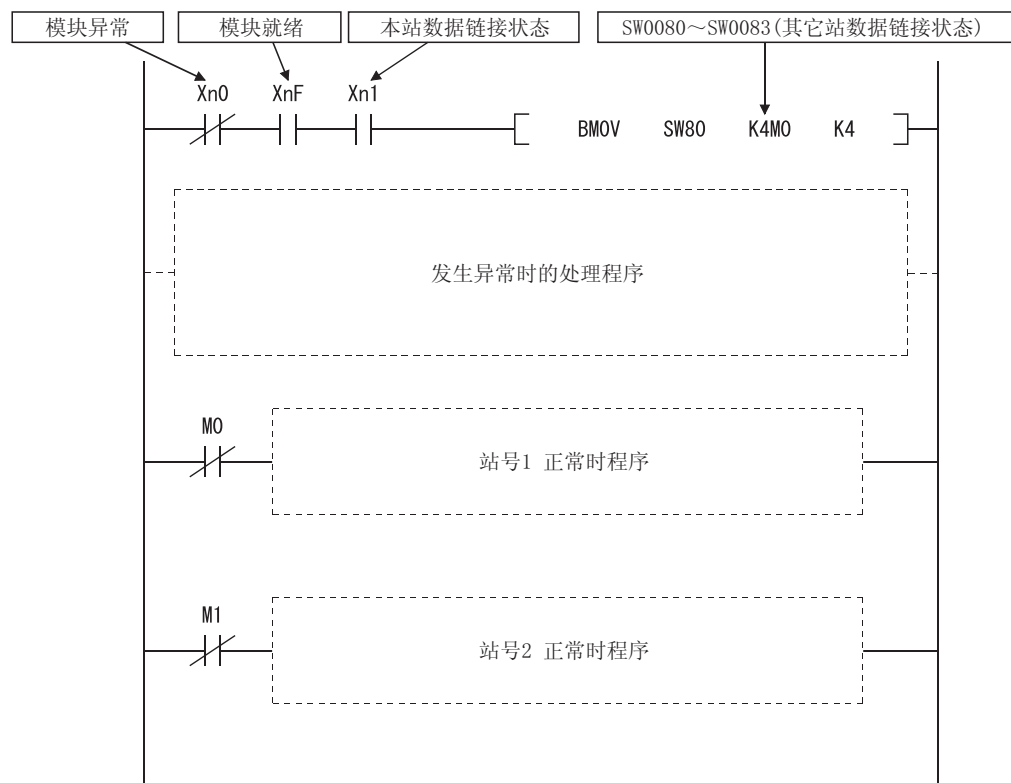 模块异常 模块就绪 本站数据链接状态 SW0080～SW0083(其它站数据链接状态)
Xn0 XnF Xn1
BMOV SW80 K4M0 K4
发生异常时的处理程序
M0
站号1 正常时程序
M1
站号2 正常时程序